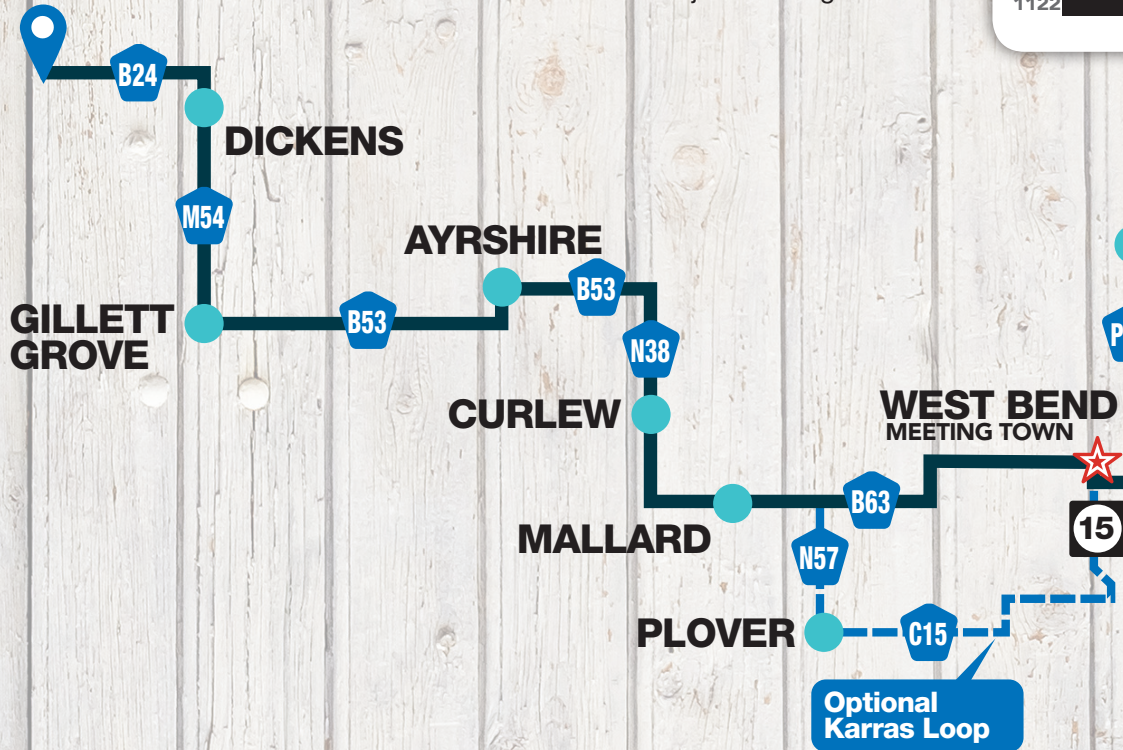 1122
B24
DICKENS
M54
AYRSHIRE
B53
GILLETT
GROVE
B53
N38
CURLEW
WEST BEND
MEETING TOWN
MALLARD
B63
15
N57
PLOVER
C15
Optional
Karras Loop